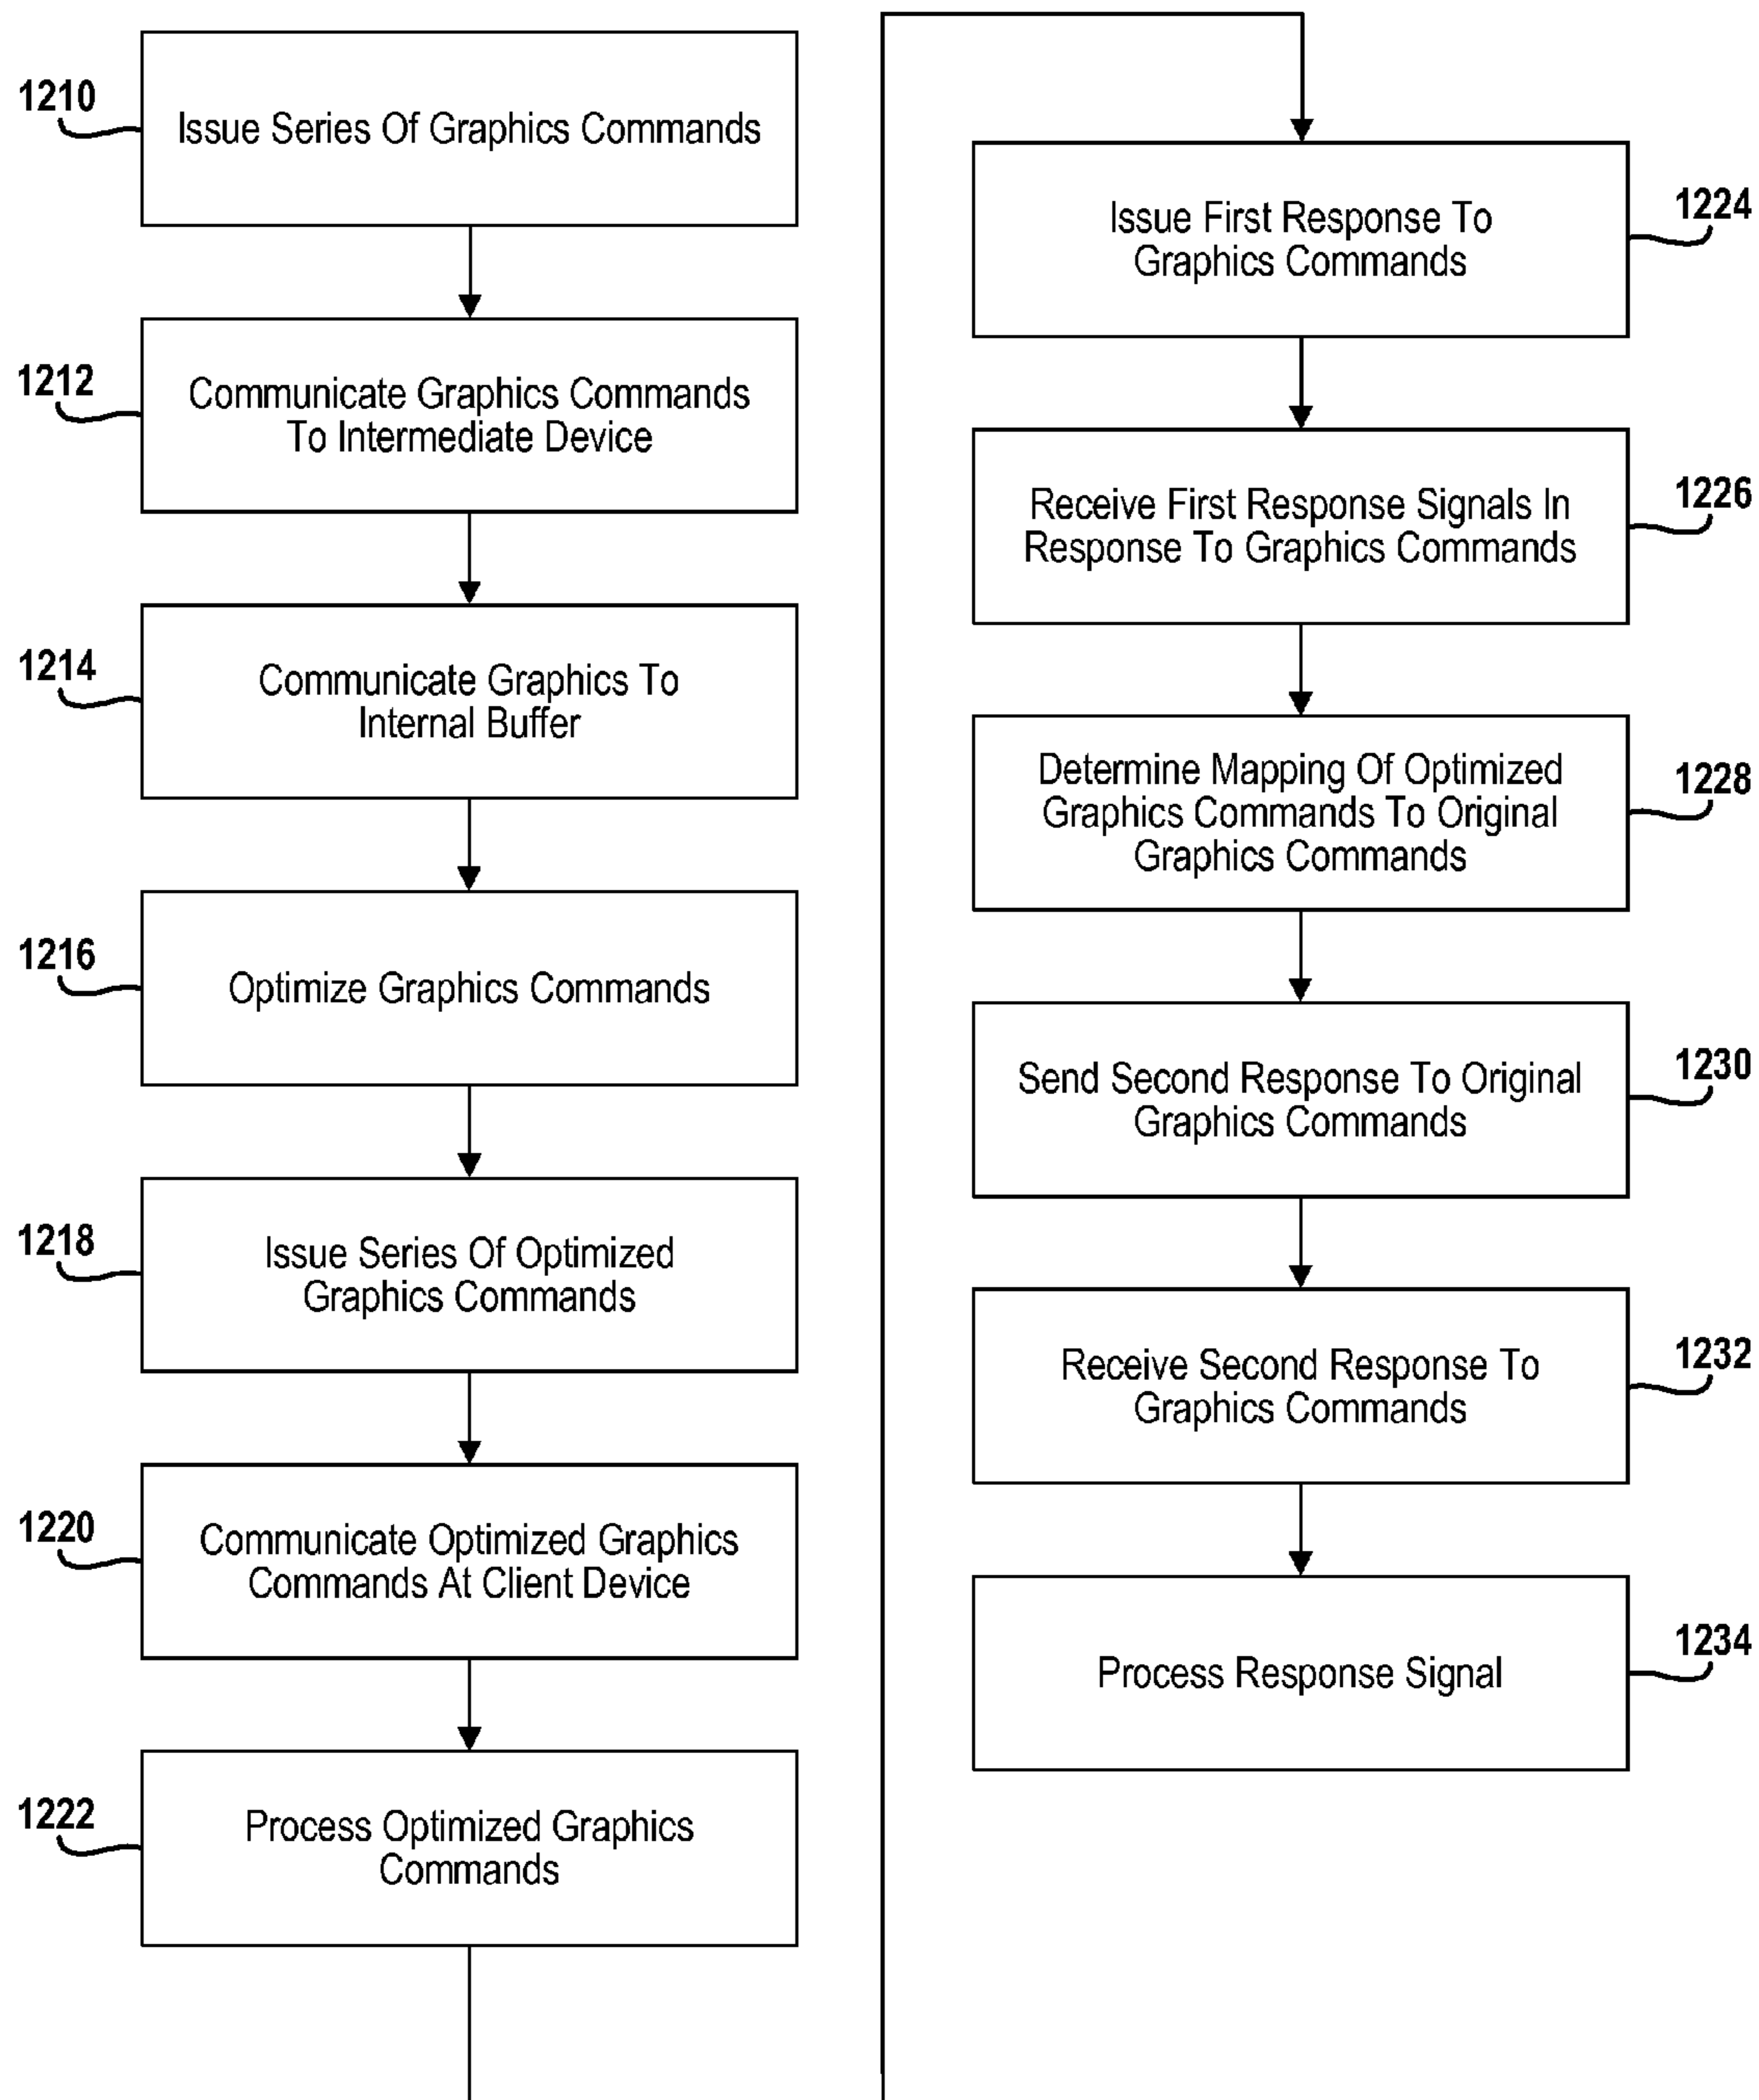 1210
Issue Series Of Graphics Commands
1212
Communicate Graphics Commands
To Intermediate Device
1214
Communicate Graphics To
Internal Buffer
1216
Optimize Graphics Commands
1218
Issue Series Of Optimized
Graphics Commands
1220
Communicate Optimized Graphics
Commands At Client Device
1222
Process Optimized Graphics
Commands
1224
Issue First Response To
Graphics Commands
1226
Receive First Response Signals In
Response To Graphics Commands
1228
Determine Mapping Of Optimized
Graphics Commands To Original
Graphics Commands
1230
Send Second Response To Original
Graphics Commands
1232
Receive Second Response To
Graphics Commands
1234
Process Response Signal